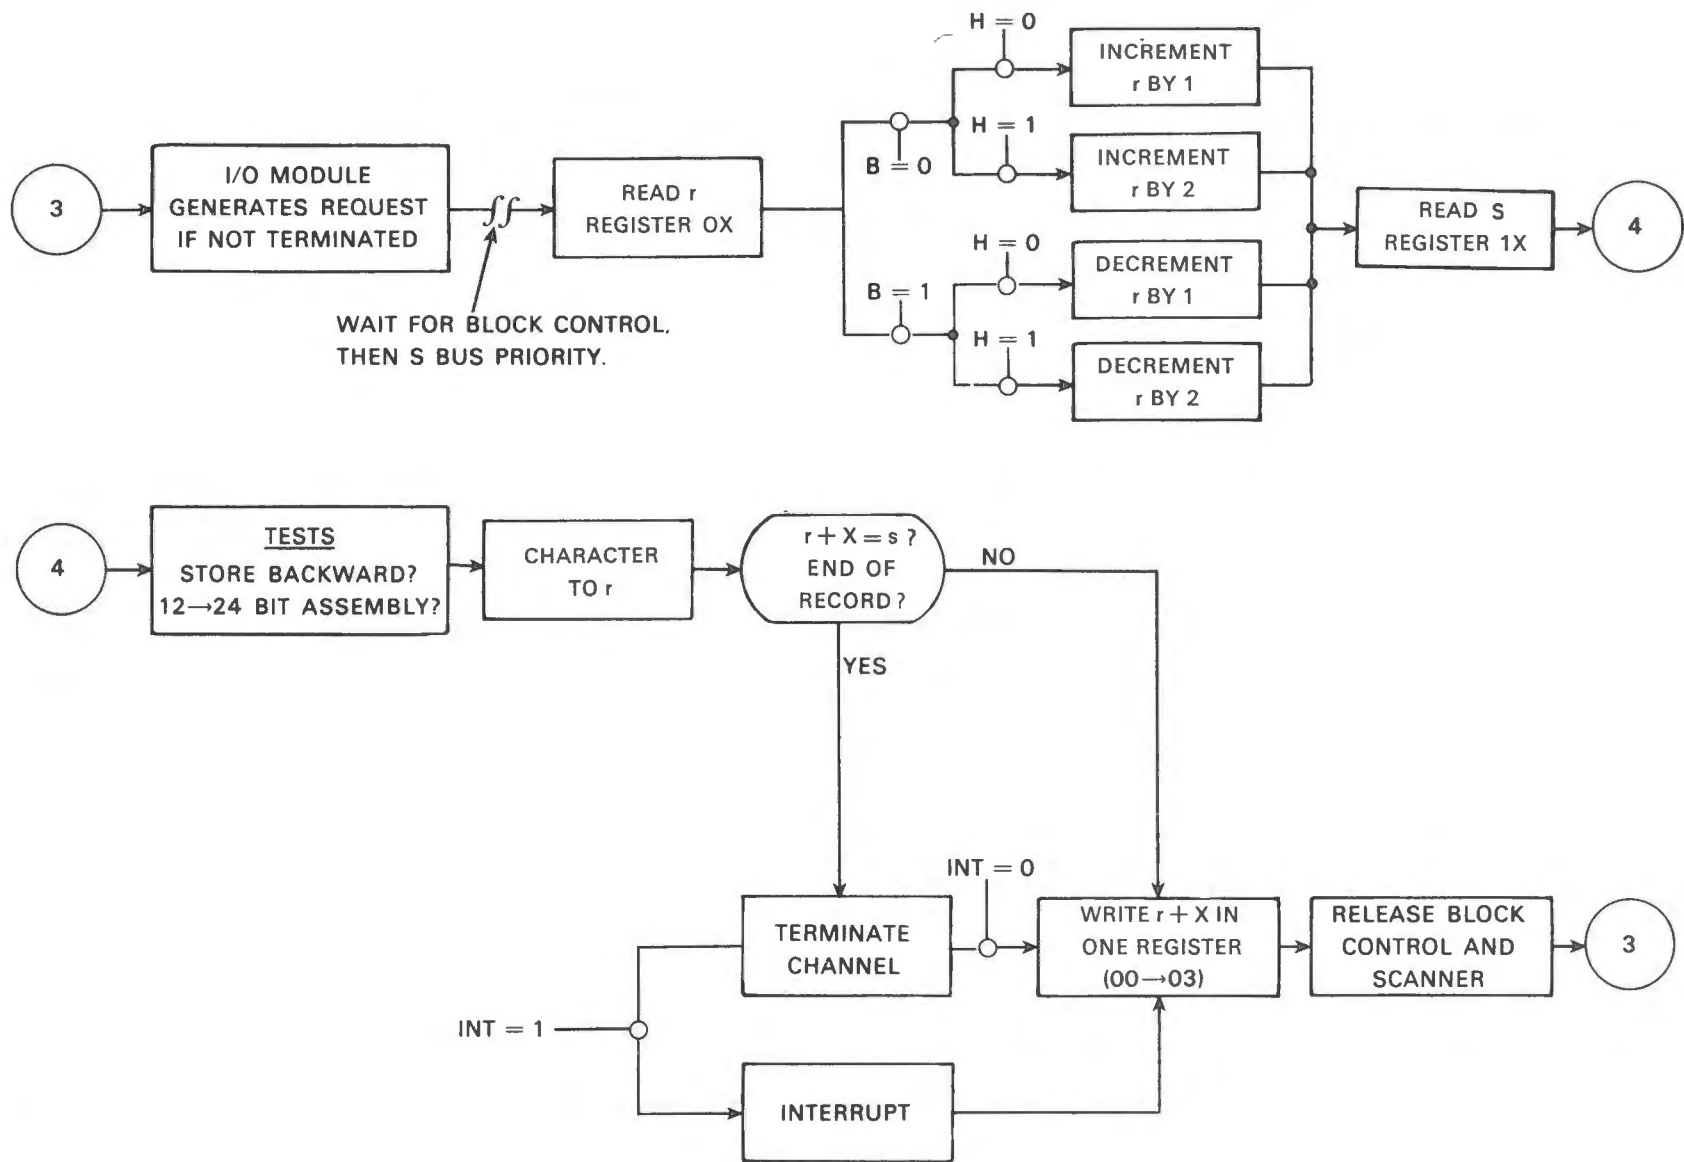 H = 0
INCREMENT
r BY 1
H = 1
B = 0
INCREMENT
r BY 2
3
I/O MODULE
GENERATES REQUEST
IF NOT TERMINATED
∫∫
WAIT FOR BLOCK CONTROL.
THEN S BUS PRIORITY.
READ r
REGISTER 0X
H = 0
B = 1
DECREMENT
r BY 1
H = 1
DECREMENT
r BY 2
READ S
REGISTER 1X
4
4
TESTS
STORE BACKWARD?
12→24 BIT ASSEMBLY?
CHARACTER
TO r
r + X = s ?
END OF
RECORD ?
NO
YES
INT = 0
TERMINATE
CHANNEL
WRITE r + X IN
ONE REGISTER
(00→03)
RELEASE BLOCK
CONTROL AND
SCANNER
3
INT = 1
INTERRUPT